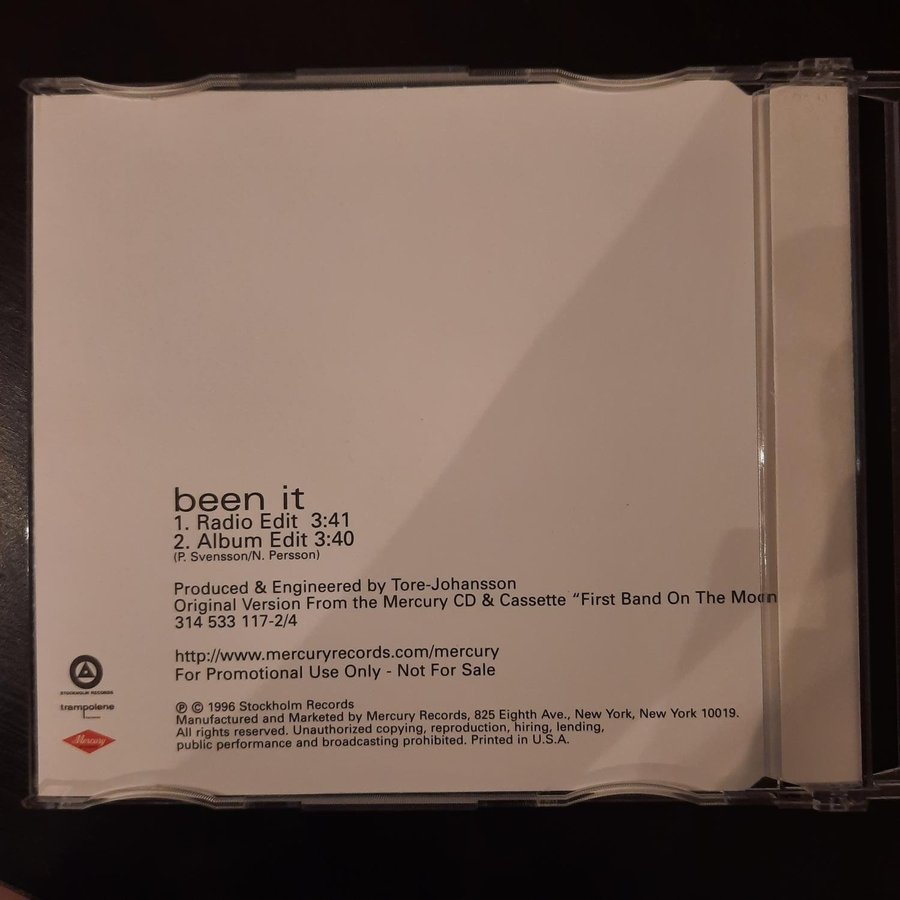 been it
1. Radio Edit 3:41
2. Album Edit 3:40
(P. Svensson/N. Persson)
Produced & Engineered by Tore-Johansson
Original Version From the Mercury CD & Cassette “First Band On The Moon
314 533 117-2/4
http://www.mercuryrecords.com/mercury
For Promotional Use Only - Not For Sale
STOCKHOLM RECORDS
trampolene
Mercury
℗ © 1996 Stockholm Records
Manufactured and Marketed by Mercury Records, 825 Eighth Ave., New York, New York 10019.
All rights reserved. Unauthorized copying, reproduction, hiring, lending,
public performance and broadcasting prohibited. Printed in U.S.A.